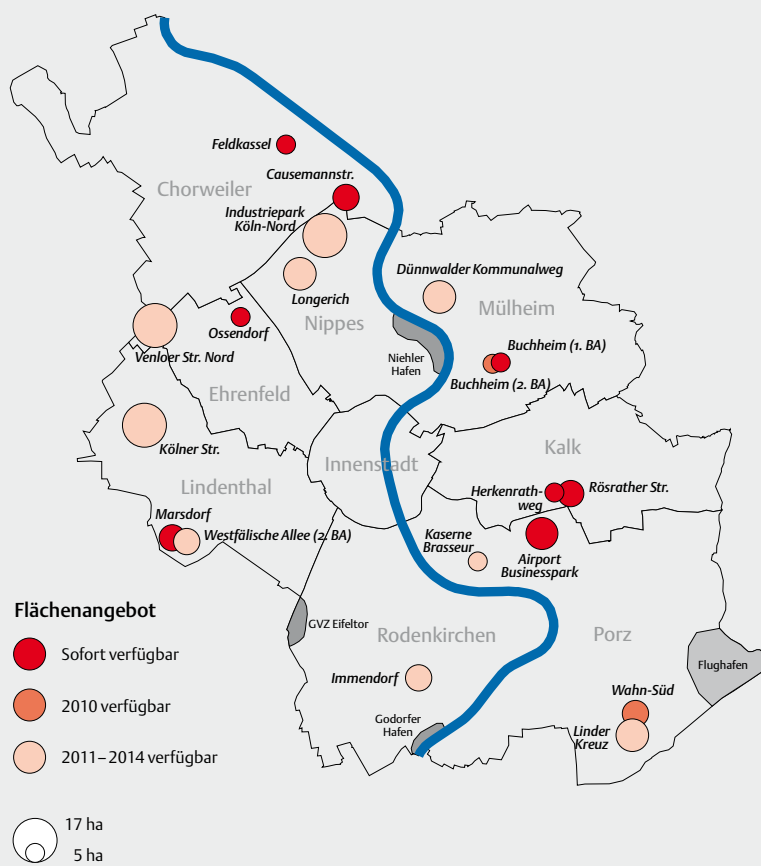 Feldkassel
Causemannstr.
Chorweiler
Industriepark
Köln-Nord
Dünnwalder Kommunalweg
Longerich
Nippes
Mülheim
Ossendorf
Venloer Str. Nord
Niehler
Hafen
Buchheim (1. BA)
Buchheim (2. BA)
Ehrenfeld
Kölner Str.
Innenstadt
Kalk
Lindenthal
Herkenrath-
weg
Rösrather Str.
Marsdorf
Westfälische Allee (2. BA)
Kaserne
Brasseur
Airport
Businesspark
Flächenangebot
GVZ Eifeltor
Rodenkirchen
Porz
Sofort verfügbar
Flughafen
Immendorf
Wahn-Süd
2010 verfügbar
Godorfer
Hafen
Linder
Kreuz
2011–2014 verfügbar
17 ha
5 ha